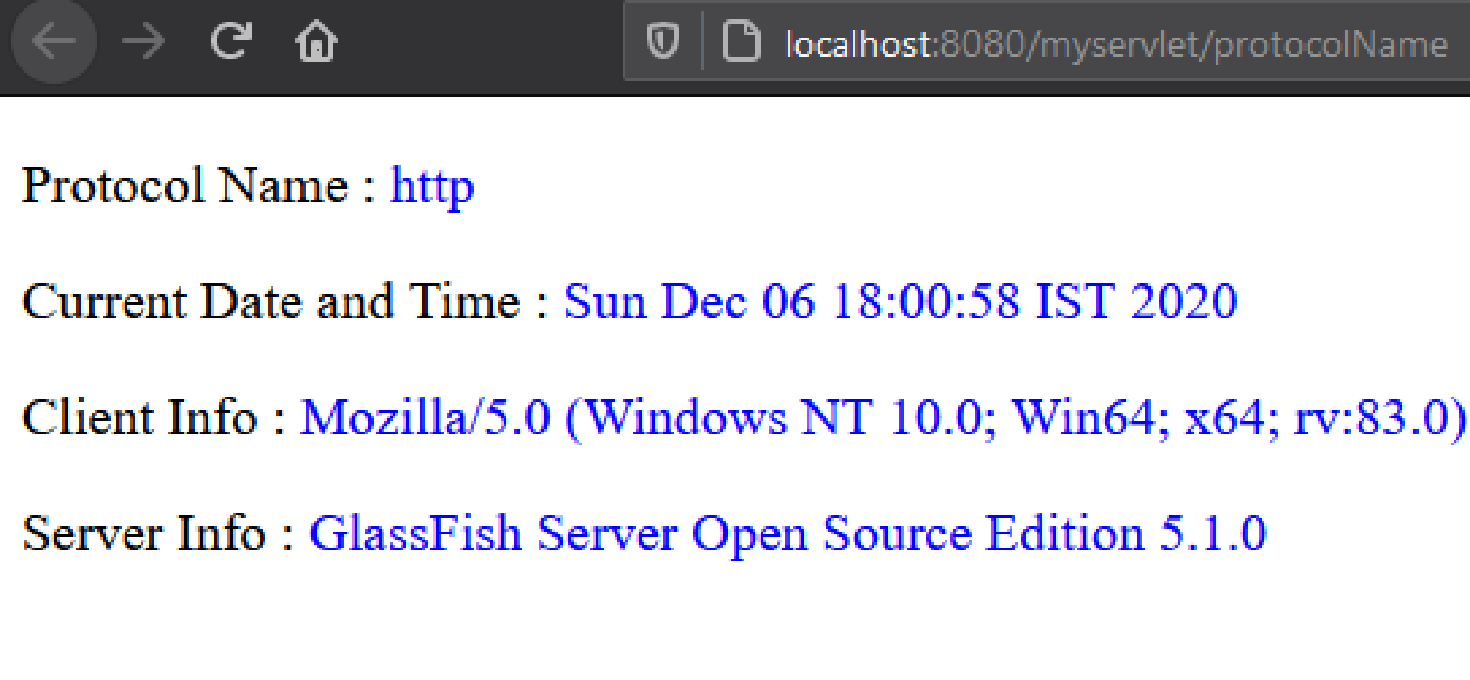 localhost:8080/myservlet/protocolName
Protocol Name : http
Current Date and Time : Sun Dec 06 18:00:58 IST 2020
Client Info : Mozilla/5.0 (Windows NT 10.0; Win64; x64; rv:83.0)
Server Info : GlassFish Server Open Source Edition 5.1.0